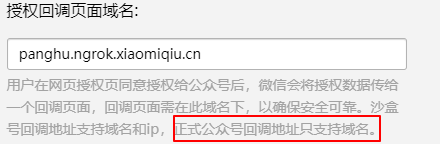 授权回调页面域名:
panghu.ngrok.xiaomiqiu.cn
用户在网页授权页同意授权给公众号后，微信会将授权数据传给
一个回调页面，回调页面需在此域名下，以确保安全可靠。沙盒
号回调地址支持域名和ip，正式公众号回调地址只支持域名。